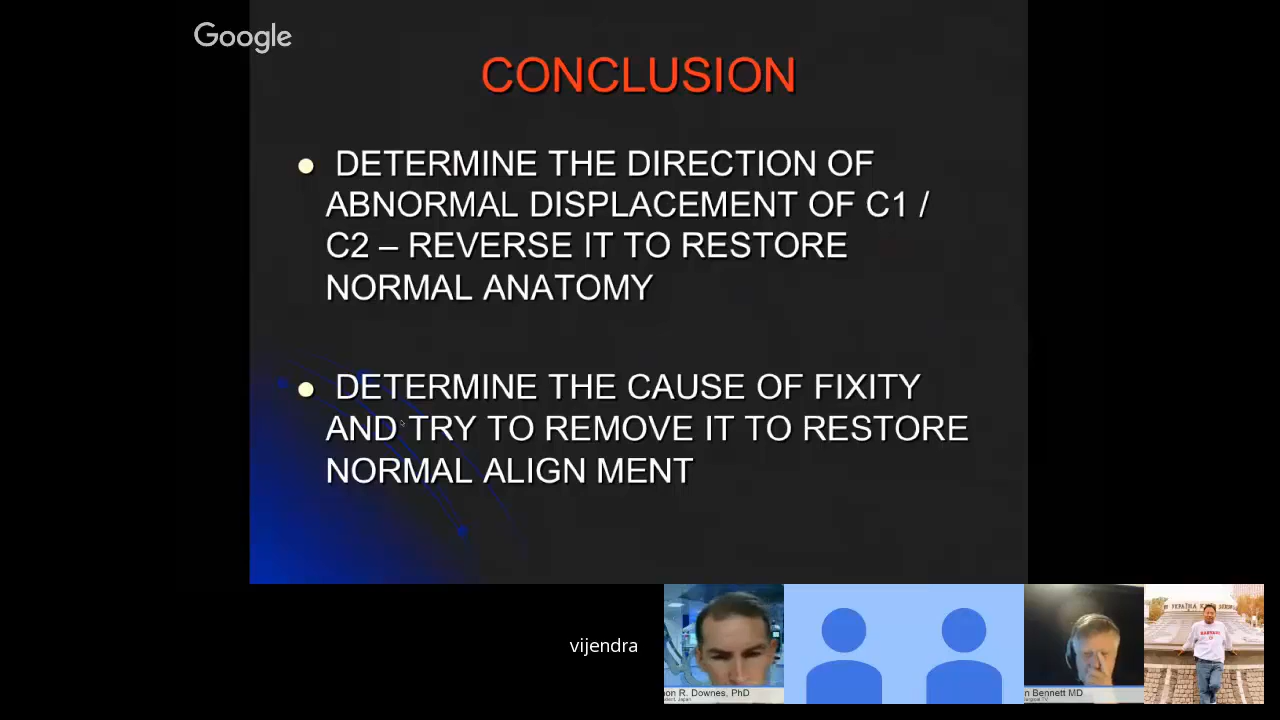 Google
CONCLUSION
DETERMINE THE DIRECTION OF
ABNORMAL DISPLACEMENT OF C1 /
C2 – REVERSE IT TO RESTORE
NORMAL ANATOMY
DETERMINE THE CAUSE OF FIXITY
AND TRY TO REMOVE IT TO RESTORE
NORMAL ALIGN MENT
vijendra
on R. Downes, PhD
n Bennett MD